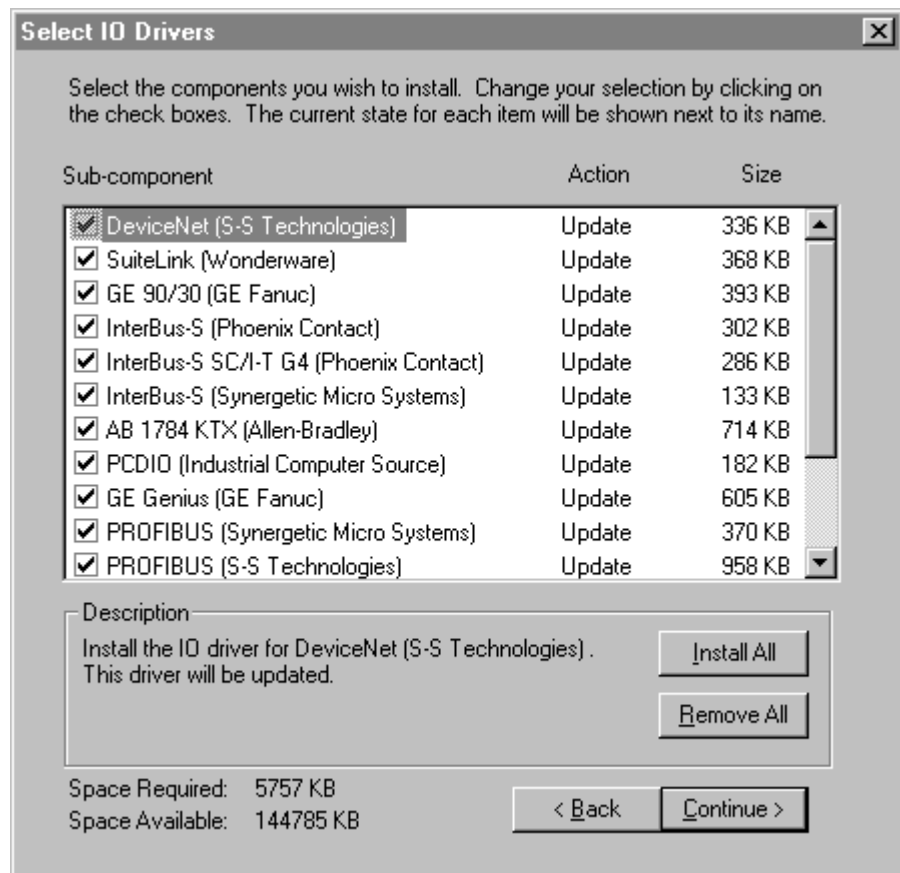 Select IO Drivers
Select the components you wish to install. Change your selection by clicking on
the check boxes. The current state for each item will be shown next to its name.
Sub-component Action Size
DeviceNet (S-S Technologies) Update 336 KB
SuiteLink (Wonderware) Update 368 KB
GE 90/30 (GE Fanuc) Update 393 KB
InterBus-S (Phoenix Contact) Update 302 KB
InterBus-S SC/I-T G4 (Phoenix Contact) Update 286 KB
InterBus-S (Synergetic Micro Systems) Update 133 KB
AB 1784 KTX (Allen-Bradley) Update 714 KB
PCDIO (Industrial Computer Source) Update 182 KB
GE Genius (GE Fanuc) Update 605 KB
PROFIBUS (Synergetic Micro Systems) Update 370 KB
PROFIBUS (S-S Technologies) Update 958 KB
Description
Install the IO driver for DeviceNet (S-S Technologies) .
This driver will be updated.
Install All
Remove All
Space Required: 5757 KB
Space Available: 144785 KB
< Back Continue >